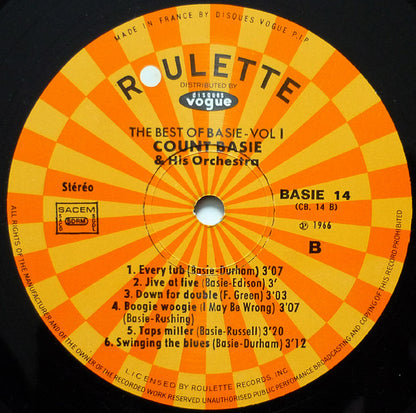 MADE IN FRANCE BY DISQUES VOGUE P.I.P.
ROULETTE
DISTRIBUTED BY
disques
vogue
THE BEST OF BASIE-VOL I
COUNT BASIE
& His Orchestra
Stéréo
BASIE 14
(CB. 14 B)
SACEM
SDRM
℗ 1966
B
1. Every tub (Basie-Durham) 3'07
2. Jive at five (Basie-Edison) 3'
3. Down for double (F. Green) 3'03
4. Boogie woogie (I May Be Wrong) 3'07
(Basie-Rushing)
5. Taps miller (Basie-Russell) 3'20
6. Swinging the blues (Basie-Durham) 3'12
LICENSED BY ROULETTE RECORDS, INC.
ALL RIGHTS OF THE MANUFACTURER AND OF THE OWNER OF THE RECORDED WORK RESERVED. UNAUTHORISED PUBLIC PERFOMANCE BROADCASTING AND COPYING OF THIS RECORD PROHIBITED